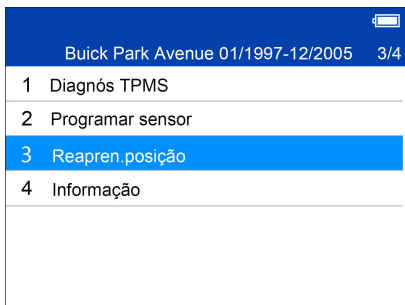 Buick Park Avenue 01/1997-12/2005 3/4
1 Diagnós TPMS
2 Programar sensor
3 Reapren.posição
4 Informação